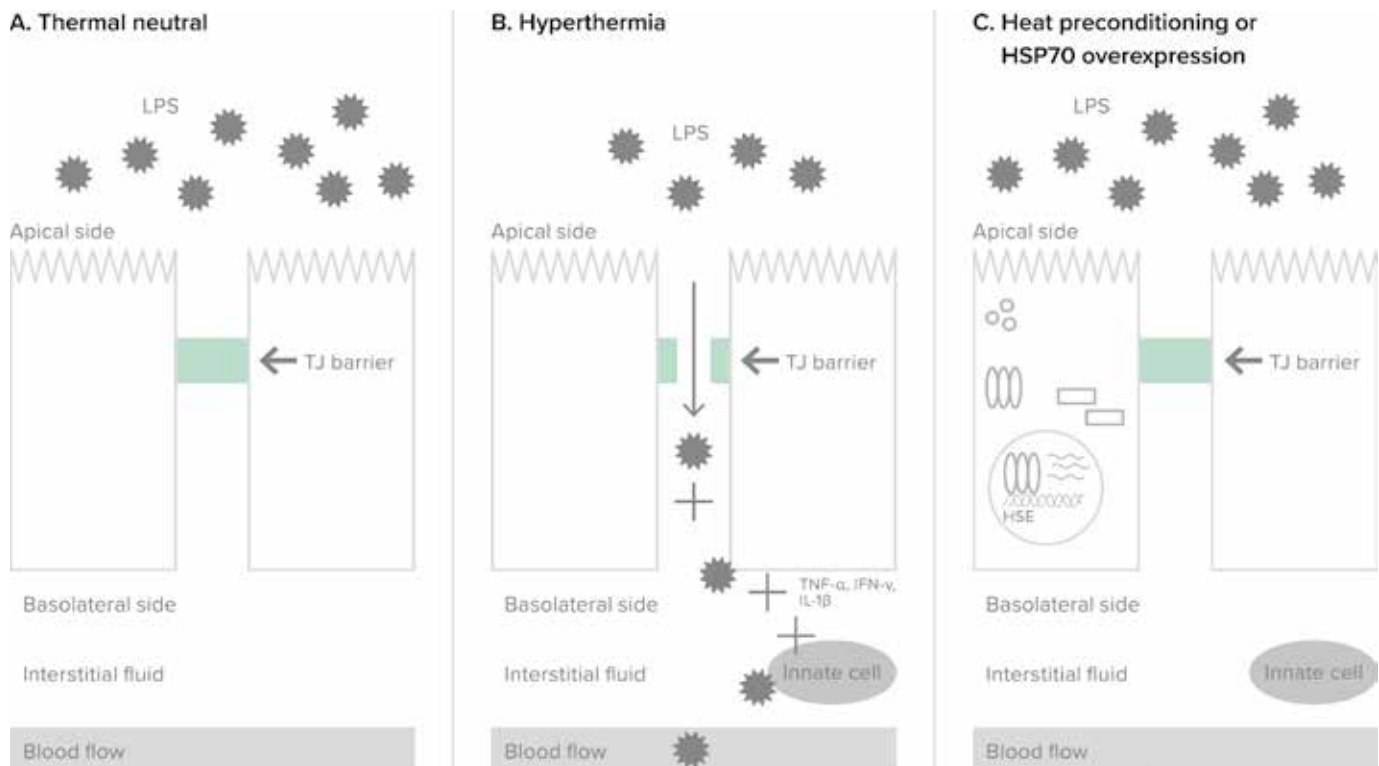 A. Thermal neutral
LPS
Apical side
TJ barrier
Basolateral side
Interstitial fluid
Blood flow
B. Hyperthermia
LPS
Apical side
TJ barrier
TNF-α, IFN-γ,
IL-1β
Basolateral side
Interstitial fluid
Innate cell
Blood flow
C. Heat preconditioning or
HSP70 overexpression
LPS
Apical side
TJ barrier
HSE
Basolateral side
Interstitial fluid
Innate cell
Blood flow